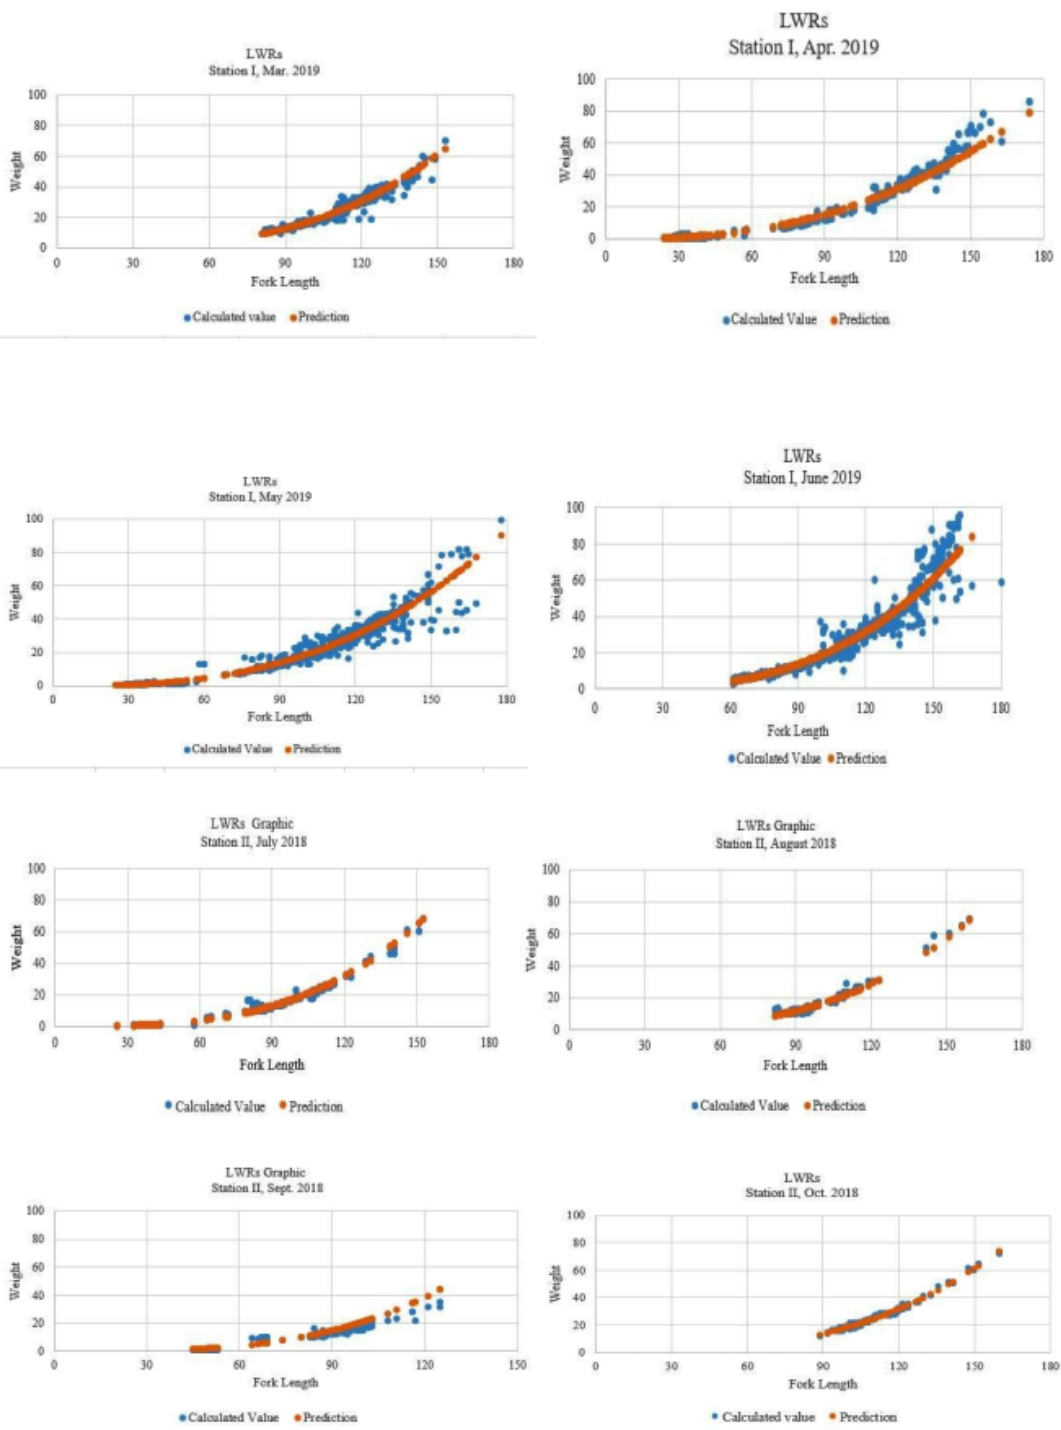 LWRs
Station I, Mar. 2019
100
80
60
40
20
0
Weight
0 30 60 90 120 150 180
Fork Length
Calculated value Prediction
LWRs
Station I, Apr. 2019
100
80
60
40
20
0
Weight
30 60 90 120 150 180
Fork Length
Calculated Value Prediction
LWRs
Station I, May 2019
100
80
60
40
20
0
Weight
0 60 90 120 150 180
Fork Length
Calculated Value Prediction
LWRs
Station I, June 2019
100
80
60
40
20
0
Weight
0 30 60 90 120 150 180
Fork Length
Calculated Value Prediction
LWRs Graphic
Station II, July 2018
100
80
60
40
20
0
Weight
0 30 60 90 120 150 180
Fork Length
Calculated Value Prediction
LWRs Graphic
Station II, August 2018
100
80
60
40
20
0
Weight
0 30 60 90 120 150 180
Fork Length
Calculated Value Prediction
LWRs Graphic
Station II, Sept. 2018
100
80
60
40
20
0
Weight
0 30 60 90 120 150
Fork Length
Calculated Value Prediction
LWRs
Station II, Oct. 2018
100
80
60
40
20
0
Weight
0 30 60 90 120 150 180
Fork Length
Calculated value Prediction